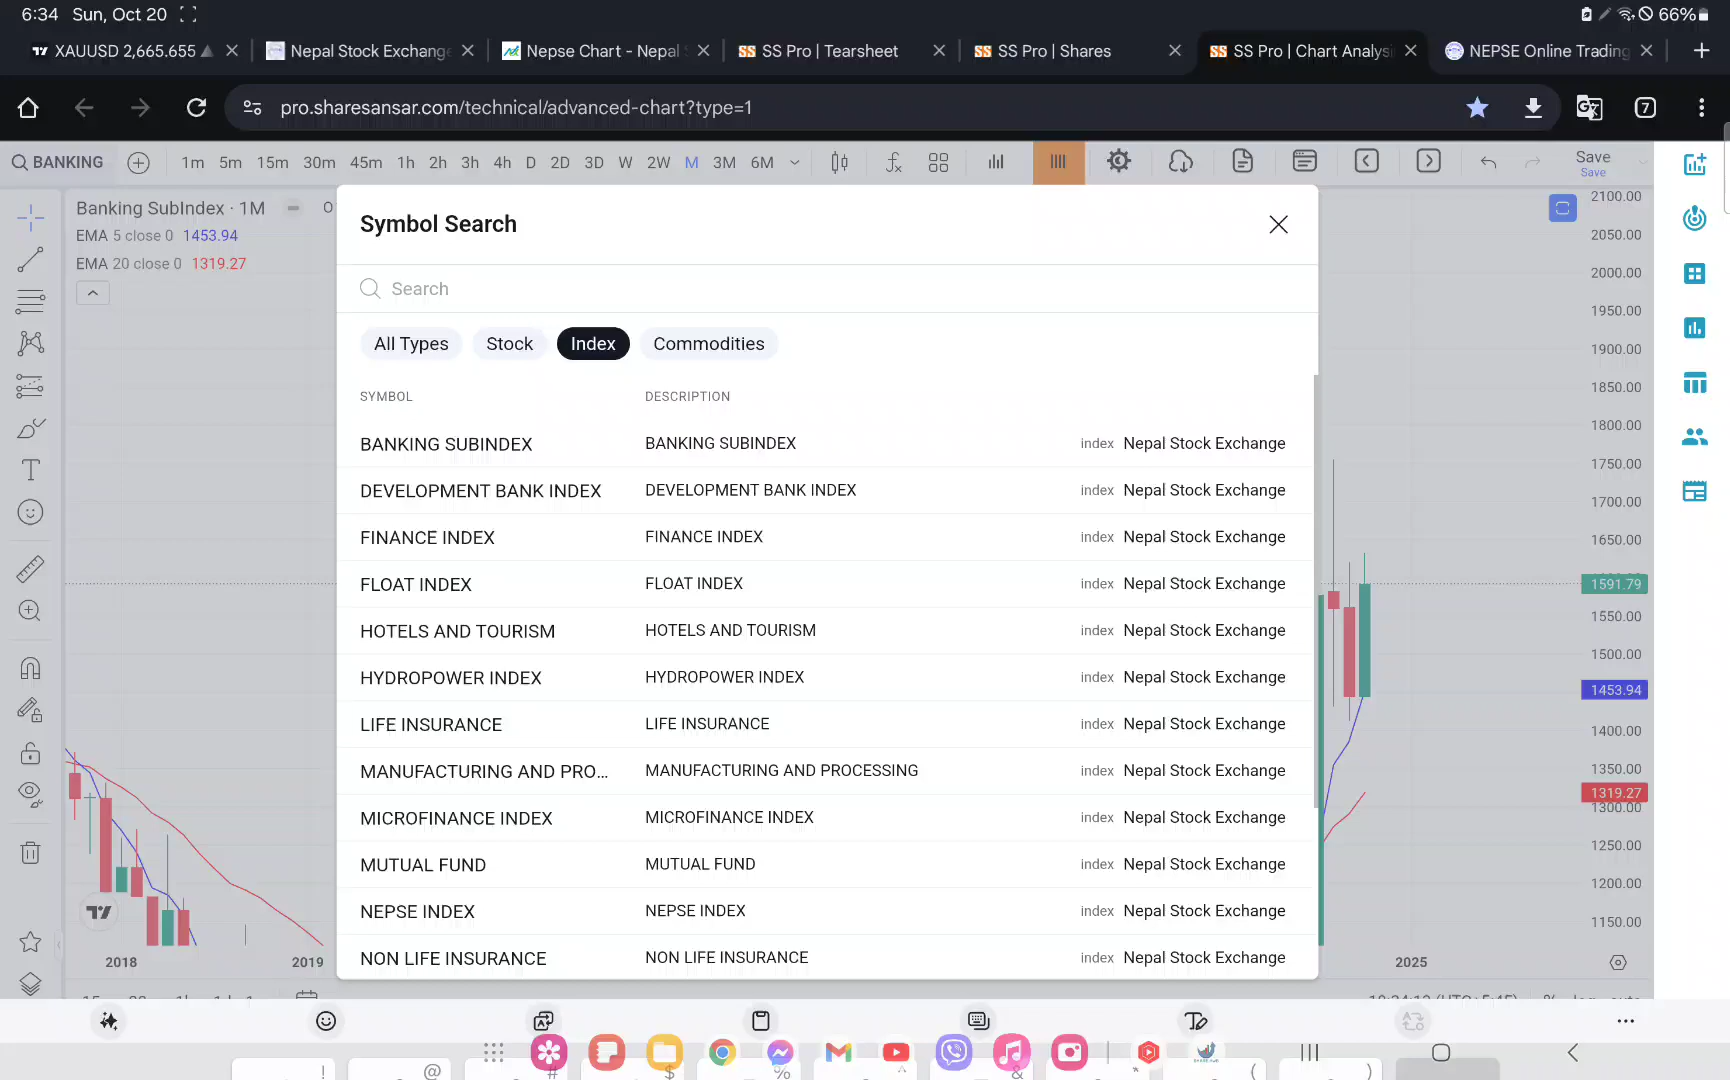 6:34 Sun, Oct 20 66%
XAUUSD 2,665.655 Nepal Stock Exchange Nepse Chart - Nepal SS Pro | Tearsheet SS Pro | Shares SS Pro | Chart Analysi NEPSE Online Trading
pro.sharesansar.com/technical/advanced-chart?type=1 7
BANKING 1m 5m 15m 30m 45m 1h 2h 3h 4h D 2D 3D W 2W M 3M 6M Save
Save
Banking SubIndex · 1M O
EMA 5 close 0 1453.94
EMA 20 close 0 1319.27
Symbol Search
Search
All Types Stock Index Commodities
SYMBOL DESCRIPTION
BANKING SUBINDEX BANKING SUBINDEX index Nepal Stock Exchange
DEVELOPMENT BANK INDEX DEVELOPMENT BANK INDEX index Nepal Stock Exchange
FINANCE INDEX FINANCE INDEX index Nepal Stock Exchange
FLOAT INDEX FLOAT INDEX index Nepal Stock Exchange
HOTELS AND TOURISM HOTELS AND TOURISM index Nepal Stock Exchange
HYDROPOWER INDEX HYDROPOWER INDEX index Nepal Stock Exchange
LIFE INSURANCE LIFE INSURANCE index Nepal Stock Exchange
MANUFACTURING AND PRO... MANUFACTURING AND PROCESSING index Nepal Stock Exchange
MICROFINANCE INDEX MICROFINANCE INDEX index Nepal Stock Exchange
MUTUAL FUND MUTUAL FUND index Nepal Stock Exchange
NEPSE INDEX NEPSE INDEX index Nepal Stock Exchange
NON LIFE INSURANCE NON LIFE INSURANCE index Nepal Stock Exchange
2100.00
2050.00
2000.00
1950.00
1900.00
1850.00
1800.00
1750.00
1700.00
1650.00
1591.79
1550.00
1500.00
1453.94
1400.00
1350.00
1319.27
1300.00
1250.00
1200.00
1150.00
2018 2019 2025